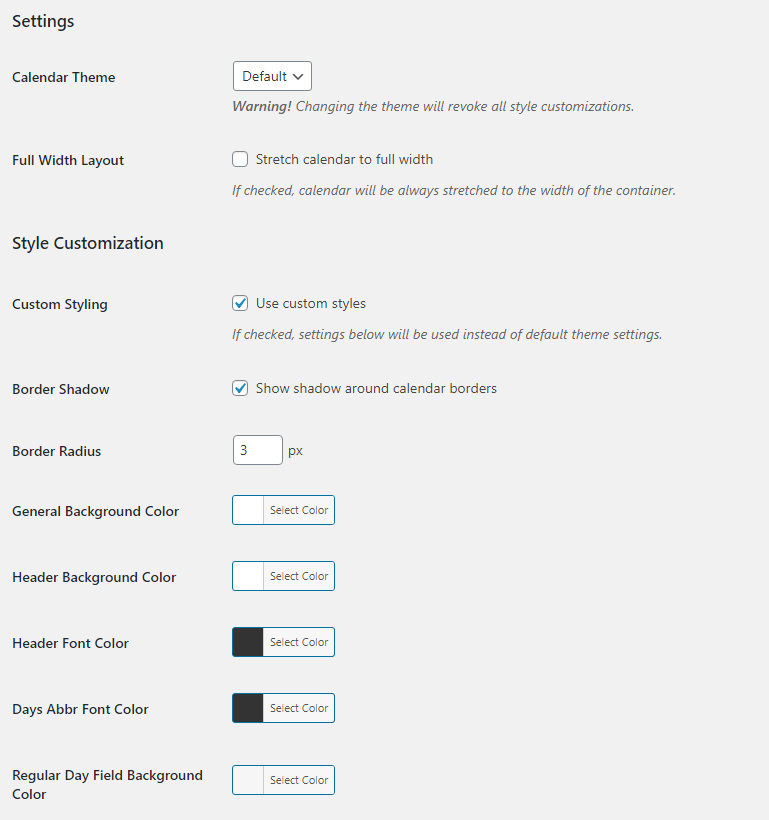 Settings
Calendar Theme
Default
Warning! Changing the theme will revoke all style customizations.
Full Width Layout
Stretch calendar to full width
If checked, calendar will be always stretched to the width of the container.
Style Customization
Custom Styling
Use custom styles
If checked, settings below will be used instead of default theme settings.
Border Shadow
Show shadow around calendar borders
Border Radius
3 px
General Background Color
Select Color
Header Background Color
Select Color
Header Font Color
Select Color
Days Abbr Font Color
Select Color
Regular Day Field Background
Color
Select Color